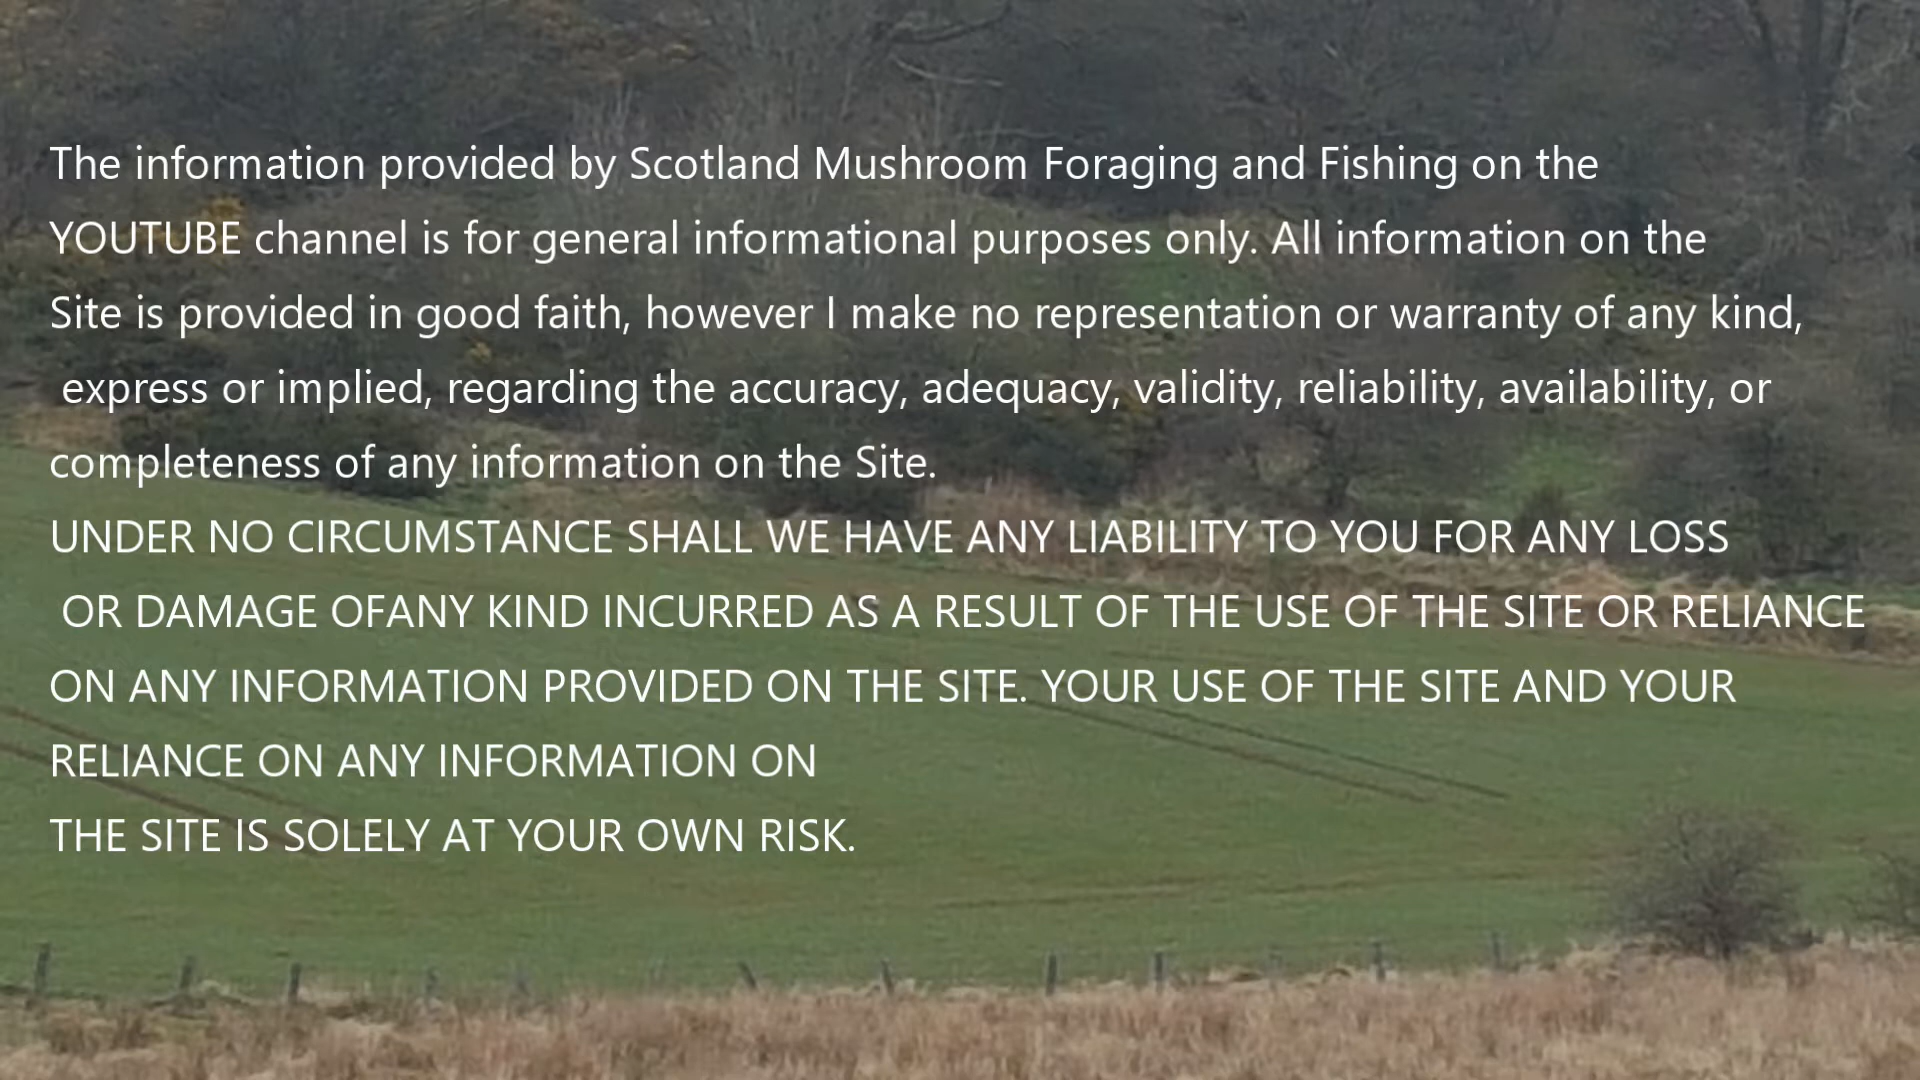 The information provided by Scotland Mushroom Foraging and Fishing on the
YOUTUBE channel is for general informational purposes only. All information on the
Site is provided in good faith, however I make no representation or warranty of any kind,
express or implied, regarding the accuracy, adequacy, validity, reliability, availability, or
completeness of any information on the Site.
UNDER NO CIRCUMSTANCE SHALL WE HAVE ANY LIABILITY TO YOU FOR ANY LOSS
OR DAMAGE OFANY KIND INCURRED AS A RESULT OF THE USE OF THE SITE OR RELIANCE
ON ANY INFORMATION PROVIDED ON THE SITE. YOUR USE OF THE SITE AND YOUR
RELIANCE ON ANY INFORMATION ON
THE SITE IS SOLELY AT YOUR OWN RISK.